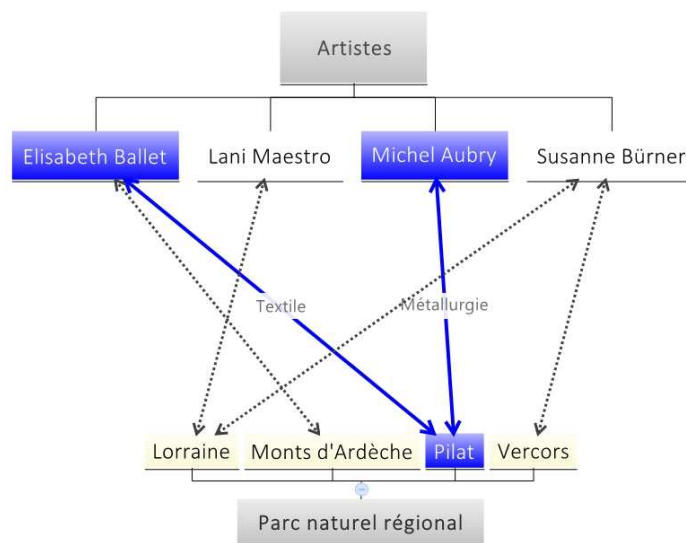 Artistes
Elisabeth Ballet Lani Maestro Michel Aubry Susanne Bürner
Textile Métallurgie
Lorraine Monts d'Ardèche Pilat Vercors
Parc naturel régional